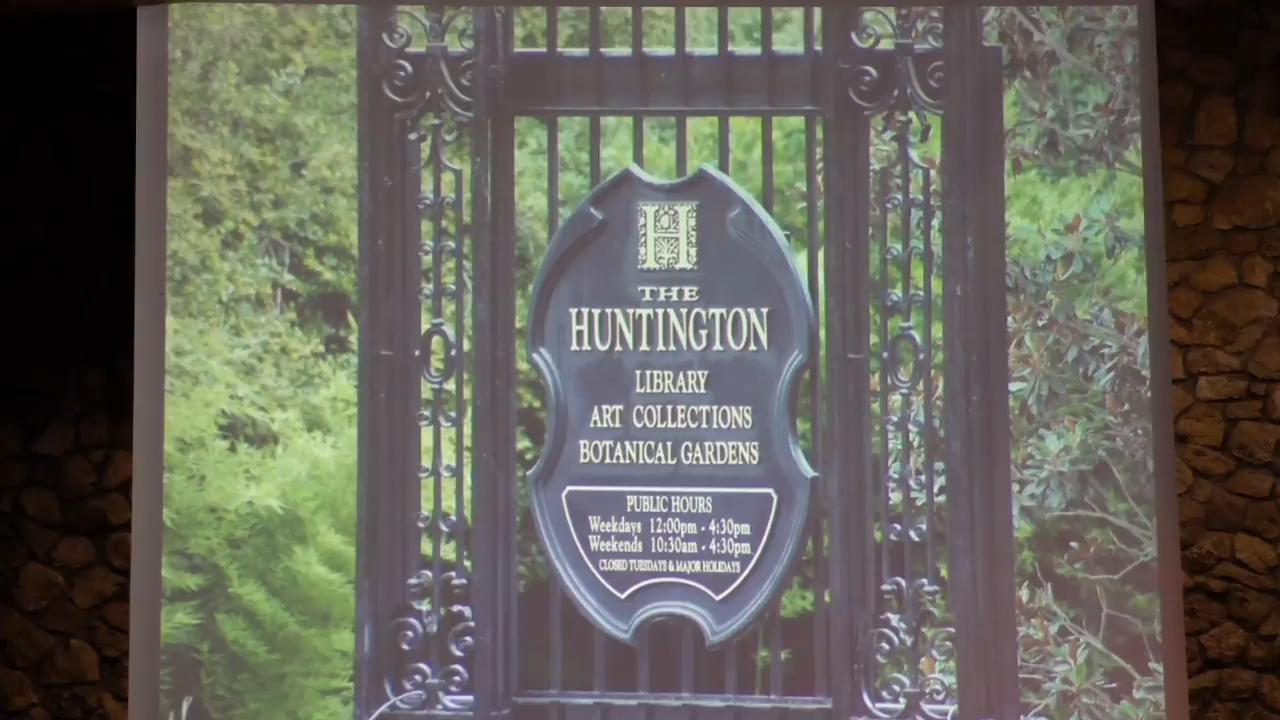 H
THE
HUNTINGTON
LIBRARY
ART COLLECTIONS
BOTANICAL GARDENS
PUBLIC HOURS
Weekdays 12:00pm - 4:30pm
Weekends 10:30am - 4:30pm
CLOSED TUESDAYS & MAJOR HOLIDAYS